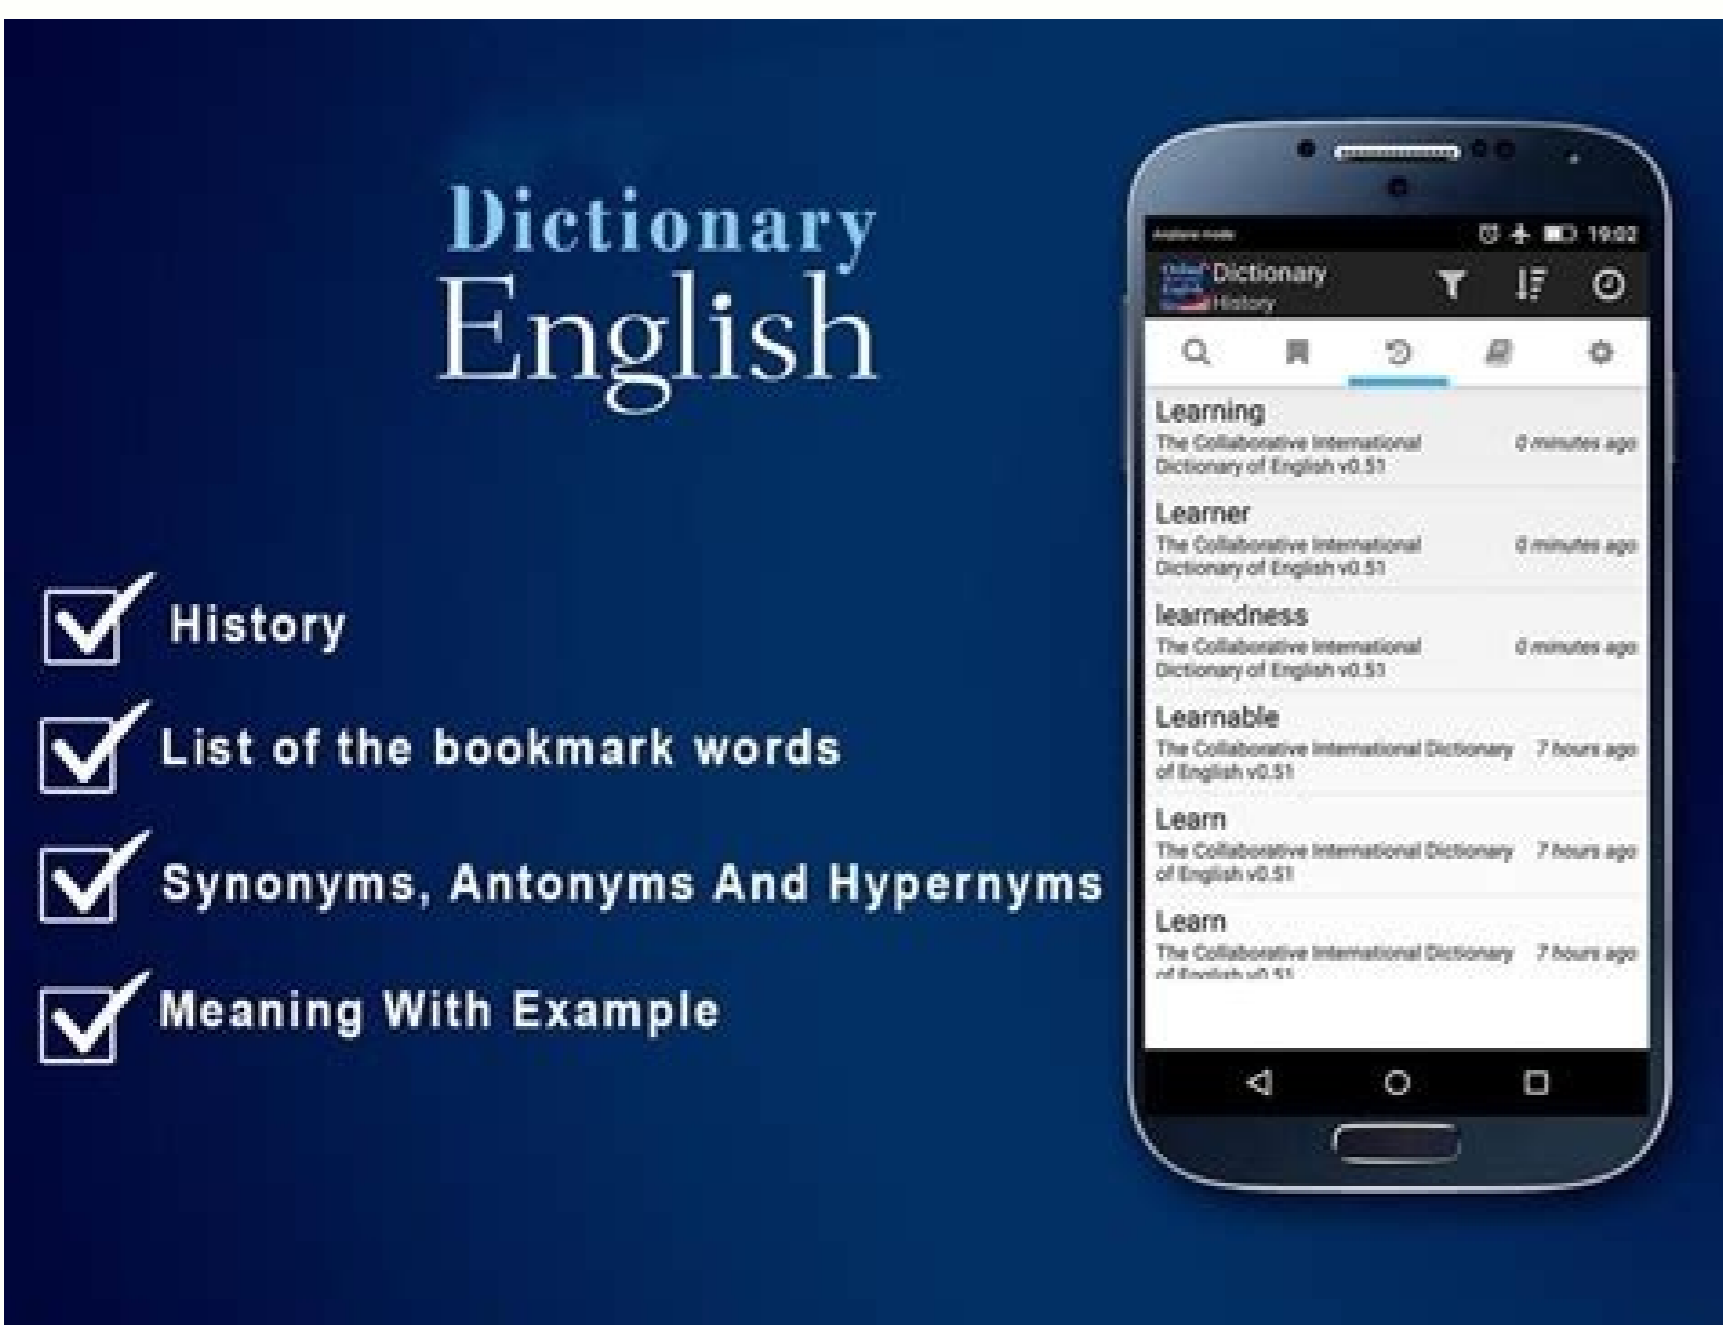 Dictionary
English
History
List of the bookmark words
Synonyms, Antonyms And Hypernyms
Meaning With Example
19:02
Dictionary
History
Learning
The Collaborative International
Dictionary of English v0.51
0 minutes ago
Learner
The Collaborative International
Dictionary of English v0.51
0 minutes ago
learnedness
The Collaborative International
Dictionary of English v0.51
0 minutes ago
Learnable
The Collaborative International Dictionary
of English v0.51
7 hours ago
Learn
The Collaborative International Dictionary
of English v0.51
7 hours ago
Learn
The Collaborative International Dictionary
of English v0.51
7 hours ago